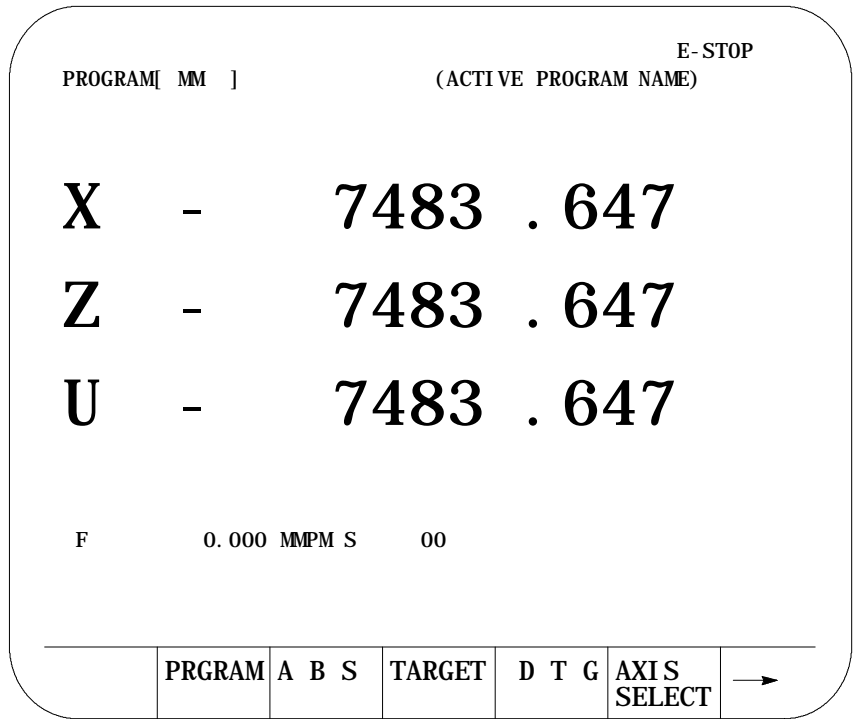 E-STOP
PROGRAM[ MM ] (ACTIVE PROGRAM NAME)
X - 7483 .647
Z - 7483 .647
U - 7483 .647
F 0.000 MMPM S 00
PRGRAM A B S TARGET D T G AXIS SELECT